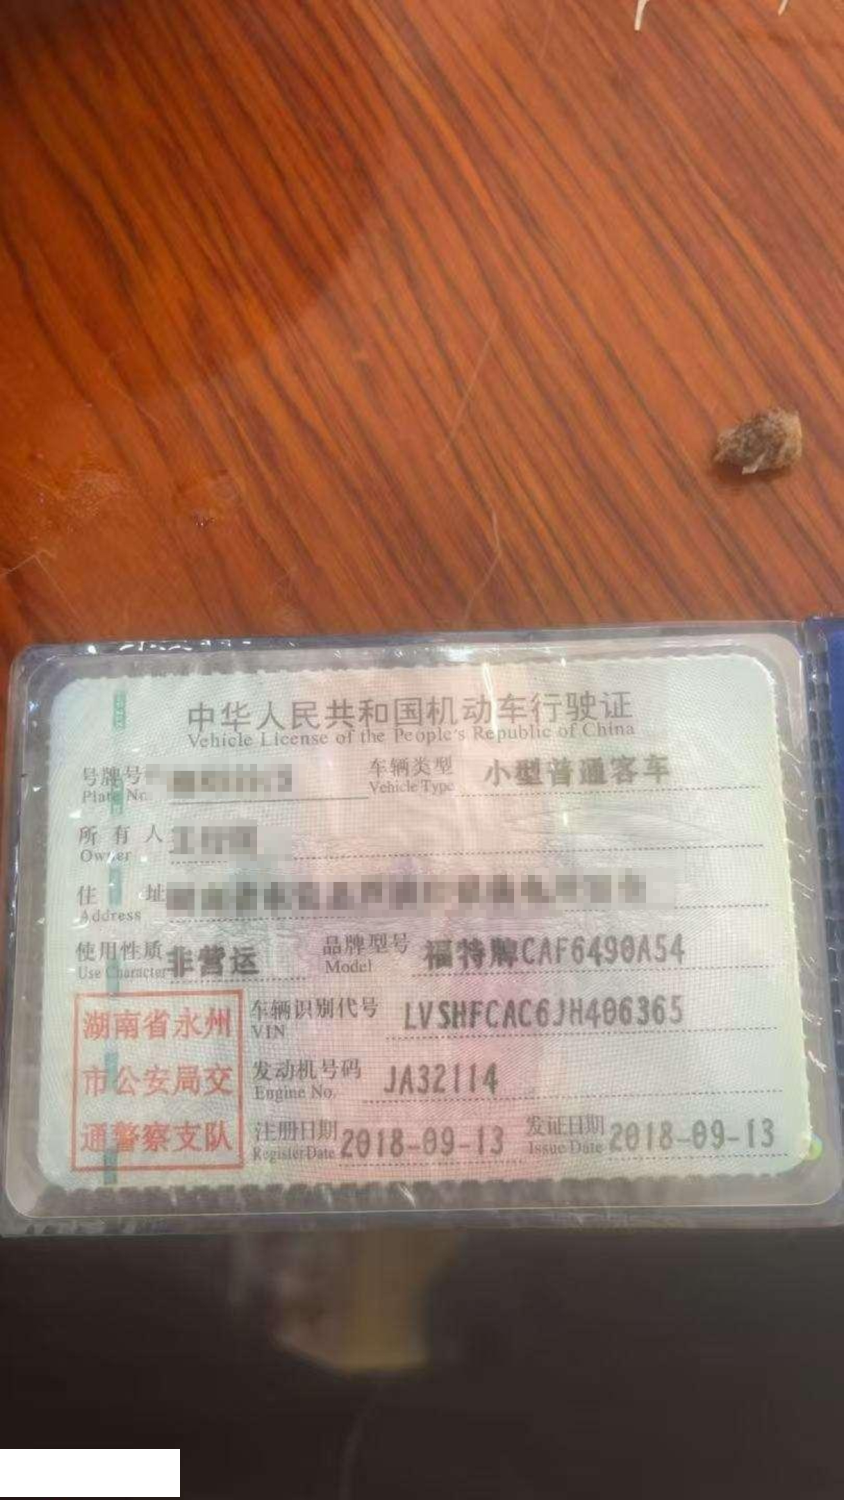 中华人民共和国机动车行驶证
Vehicle License of the People's Republic of China
号牌号 车辆类型 小型普通客车
Plate No. Vehicle Type
所有人
Owner
住址
Address
使用性质 非营运 品牌型号 福特牌CAF6490A54
Use Character Model
湖南省永州 车辆识别代号 LVSHFCAC6JH406365
VIN
市公安局交 发动机号码 JA32114
Engine No.
通警察支队 注册日期 2018-09-13 发证日期 2018-09-13
Register Date Issue Date